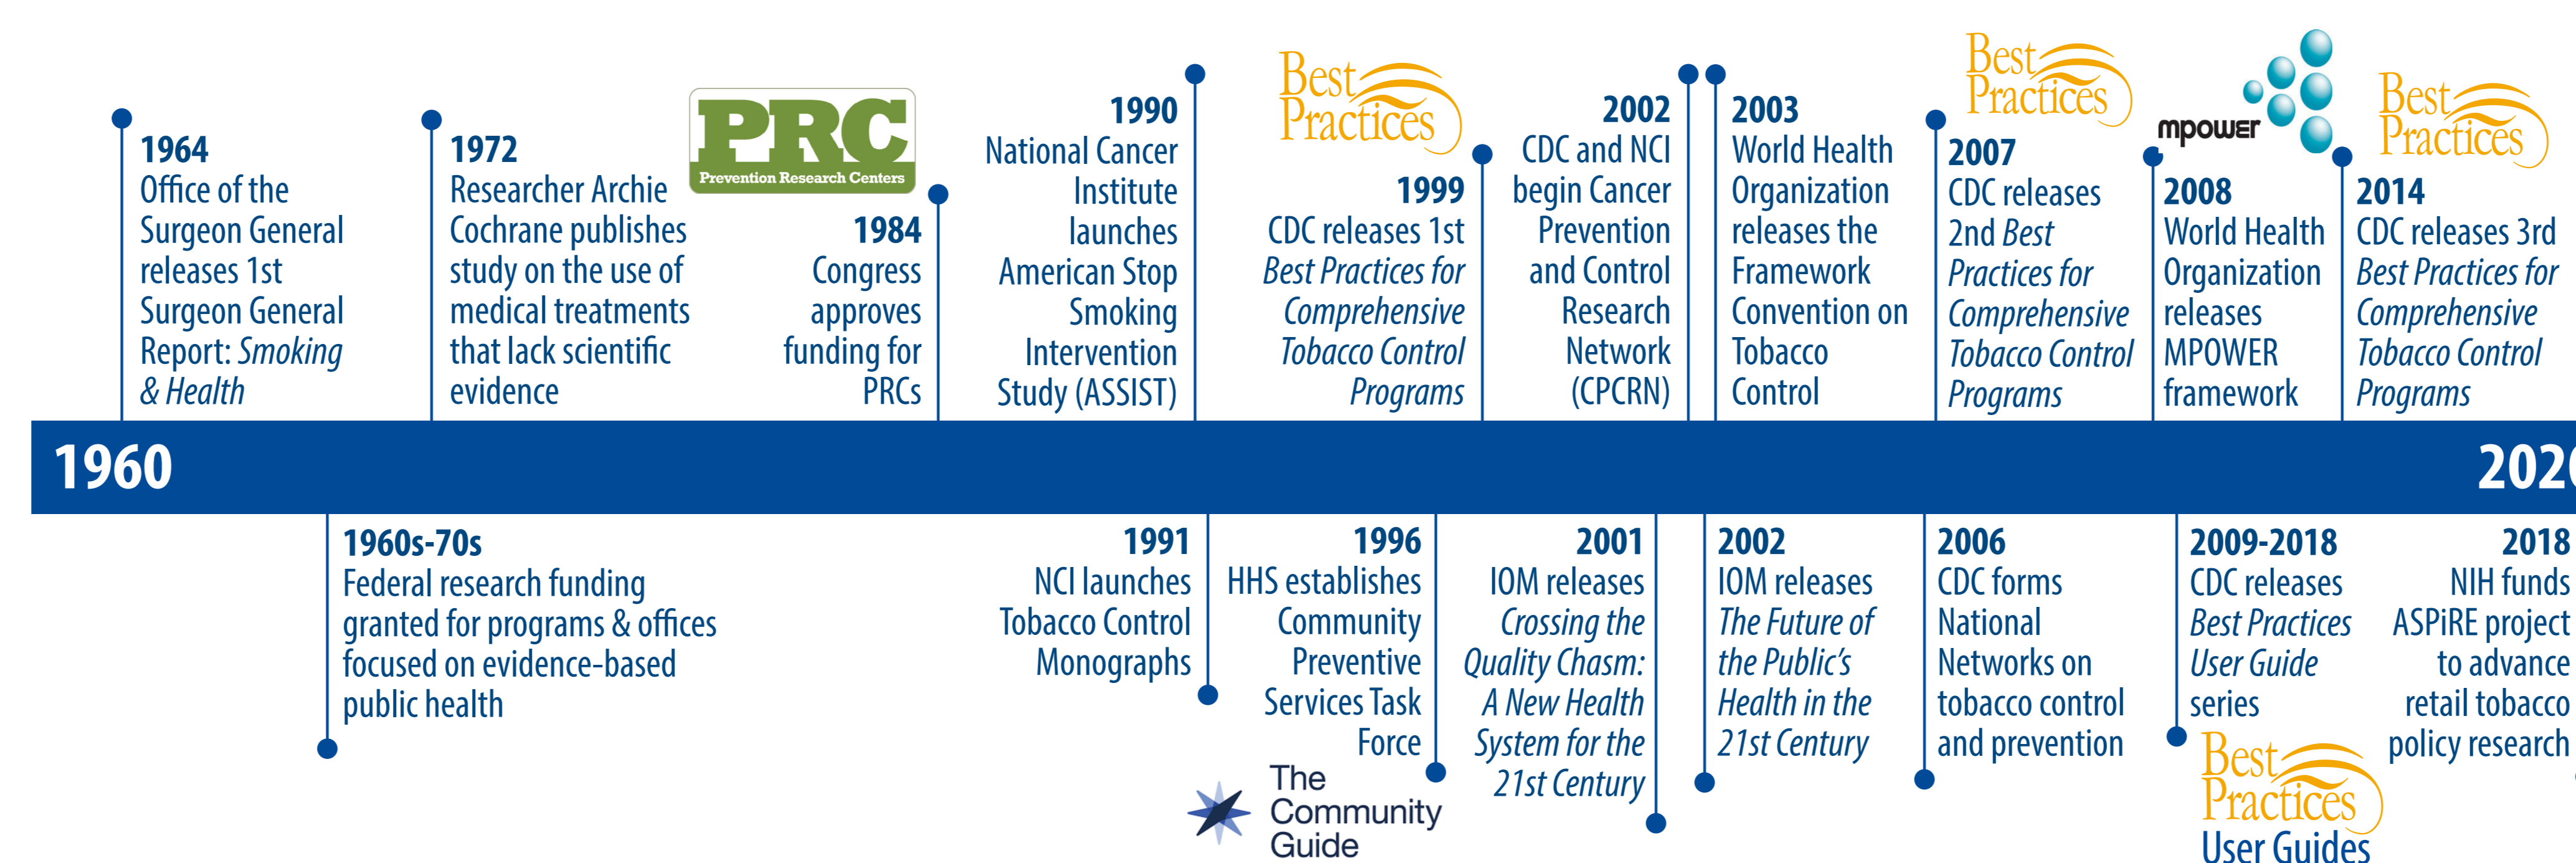 1964
Office of the
Surgeon General
releases 1st
Surgeon General
Report: Smoking
& Health
1972
Researcher Archie
Cochrane publishes
study on the use of
medical treatments
that lack scientific
evidence
PRC
Prevention Research Centers
1984
Congress
approves
funding for
PRCs
1990
National Cancer
Institute
launches
American Stop
Smoking
Intervention
Study (ASSIST)
Best
Practices
1999
CDC releases 1st
Best Practices for
Comprehensive
Tobacco Control
Programs
2002
CDC and NCI
begin Cancer
Prevention
and Control
Research
Network
(CPCRN)
2003
World Health
Organization
releases the
Framework
Convention on
Tobacco
Control
Best
Practices
2007
CDC releases
2nd Best
Practices for
Comprehensive
Tobacco Control
Programs
mpower
2008
World Health
Organization
releases
MPOWER
framework
Best
Practices
2014
CDC releases 3rd
Best Practices for
Comprehensive
Tobacco Control
Programs
1960
2020
1960s-70s
Federal research funding
granted for programs & offices
focused on evidence-based
public health
1991
NCI launches
Tobacco Control
Monographs
1996
HHS establishes
Community
Preventive
Services Task
Force
The
Community
Guide
2001
IOM releases
Crossing the
Quality Chasm:
A New Health
System for the
21st Century
2002
IOM releases
The Future of
the Public's
Health in the
21st Century
2006
CDC forms
National
Networks on
tobacco control
and prevention
2009-2018
CDC releases
Best Practices
User Guide
series
Best
Practices
User Guides
2018
NIH funds
ASPiRE project
to advance
retail tobacco
policy research